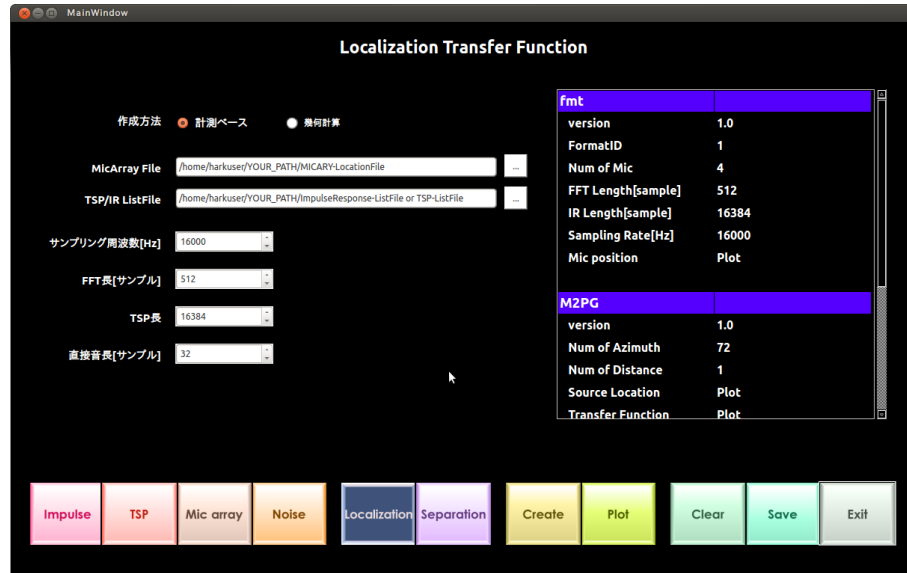 MainWindow
Localization Transfer Function
作成方法 計測ベース 幾何計算
MicArray File /home/harkuser/YOUR_PATH/MICARY-LocationFile ...
TSP/IR ListFile /home/harkuser/YOUR_PATH/ImpulseResponse-ListFile or TSP-ListFile ...
サンプリング周波数[Hz] 16000
FFT長[サンプル] 512
TSP長 16384
直接音長[サンプル] 32
fmt
version 1.0
FormatID 1
Num of Mic 4
FFT Length[sample] 512
IR Length[sample] 16384
Sampling Rate[Hz] 16000
Mic position Plot
M2PG
version 1.0
Num of Azimuth 72
Num of Distance 1
Source Location Plot
Transfer Function Plot
Impulse TSP Mic array Noise Localization Separation Create Plot Clear Save Exit